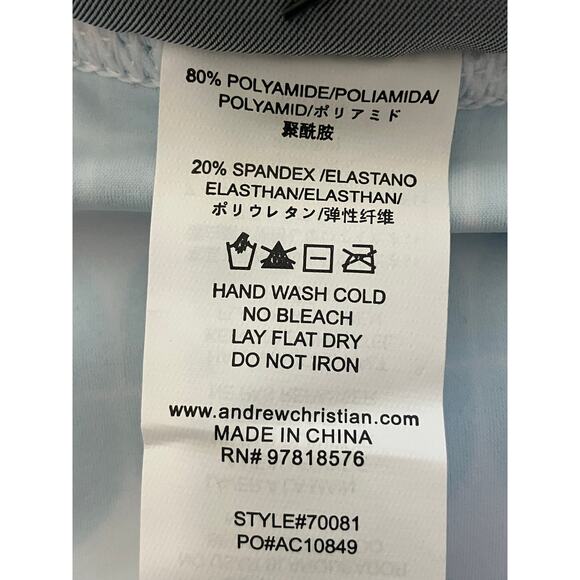 80% POLYAMIDE/POLIAMIDA/
POLYAMID/ポリアミド
聚酰胺
20% SPANDEX /ELASTANO
ELASTHAN/ELASTHAN/
ポリウレタン/弹性纤维
HAND WASH COLD
NO BLEACH
LAY FLAT DRY
DO NOT IRON
www.andrewchristian.com
MADE IN CHINA
RN# 97818576
STYLE#70081
PO#AC10849